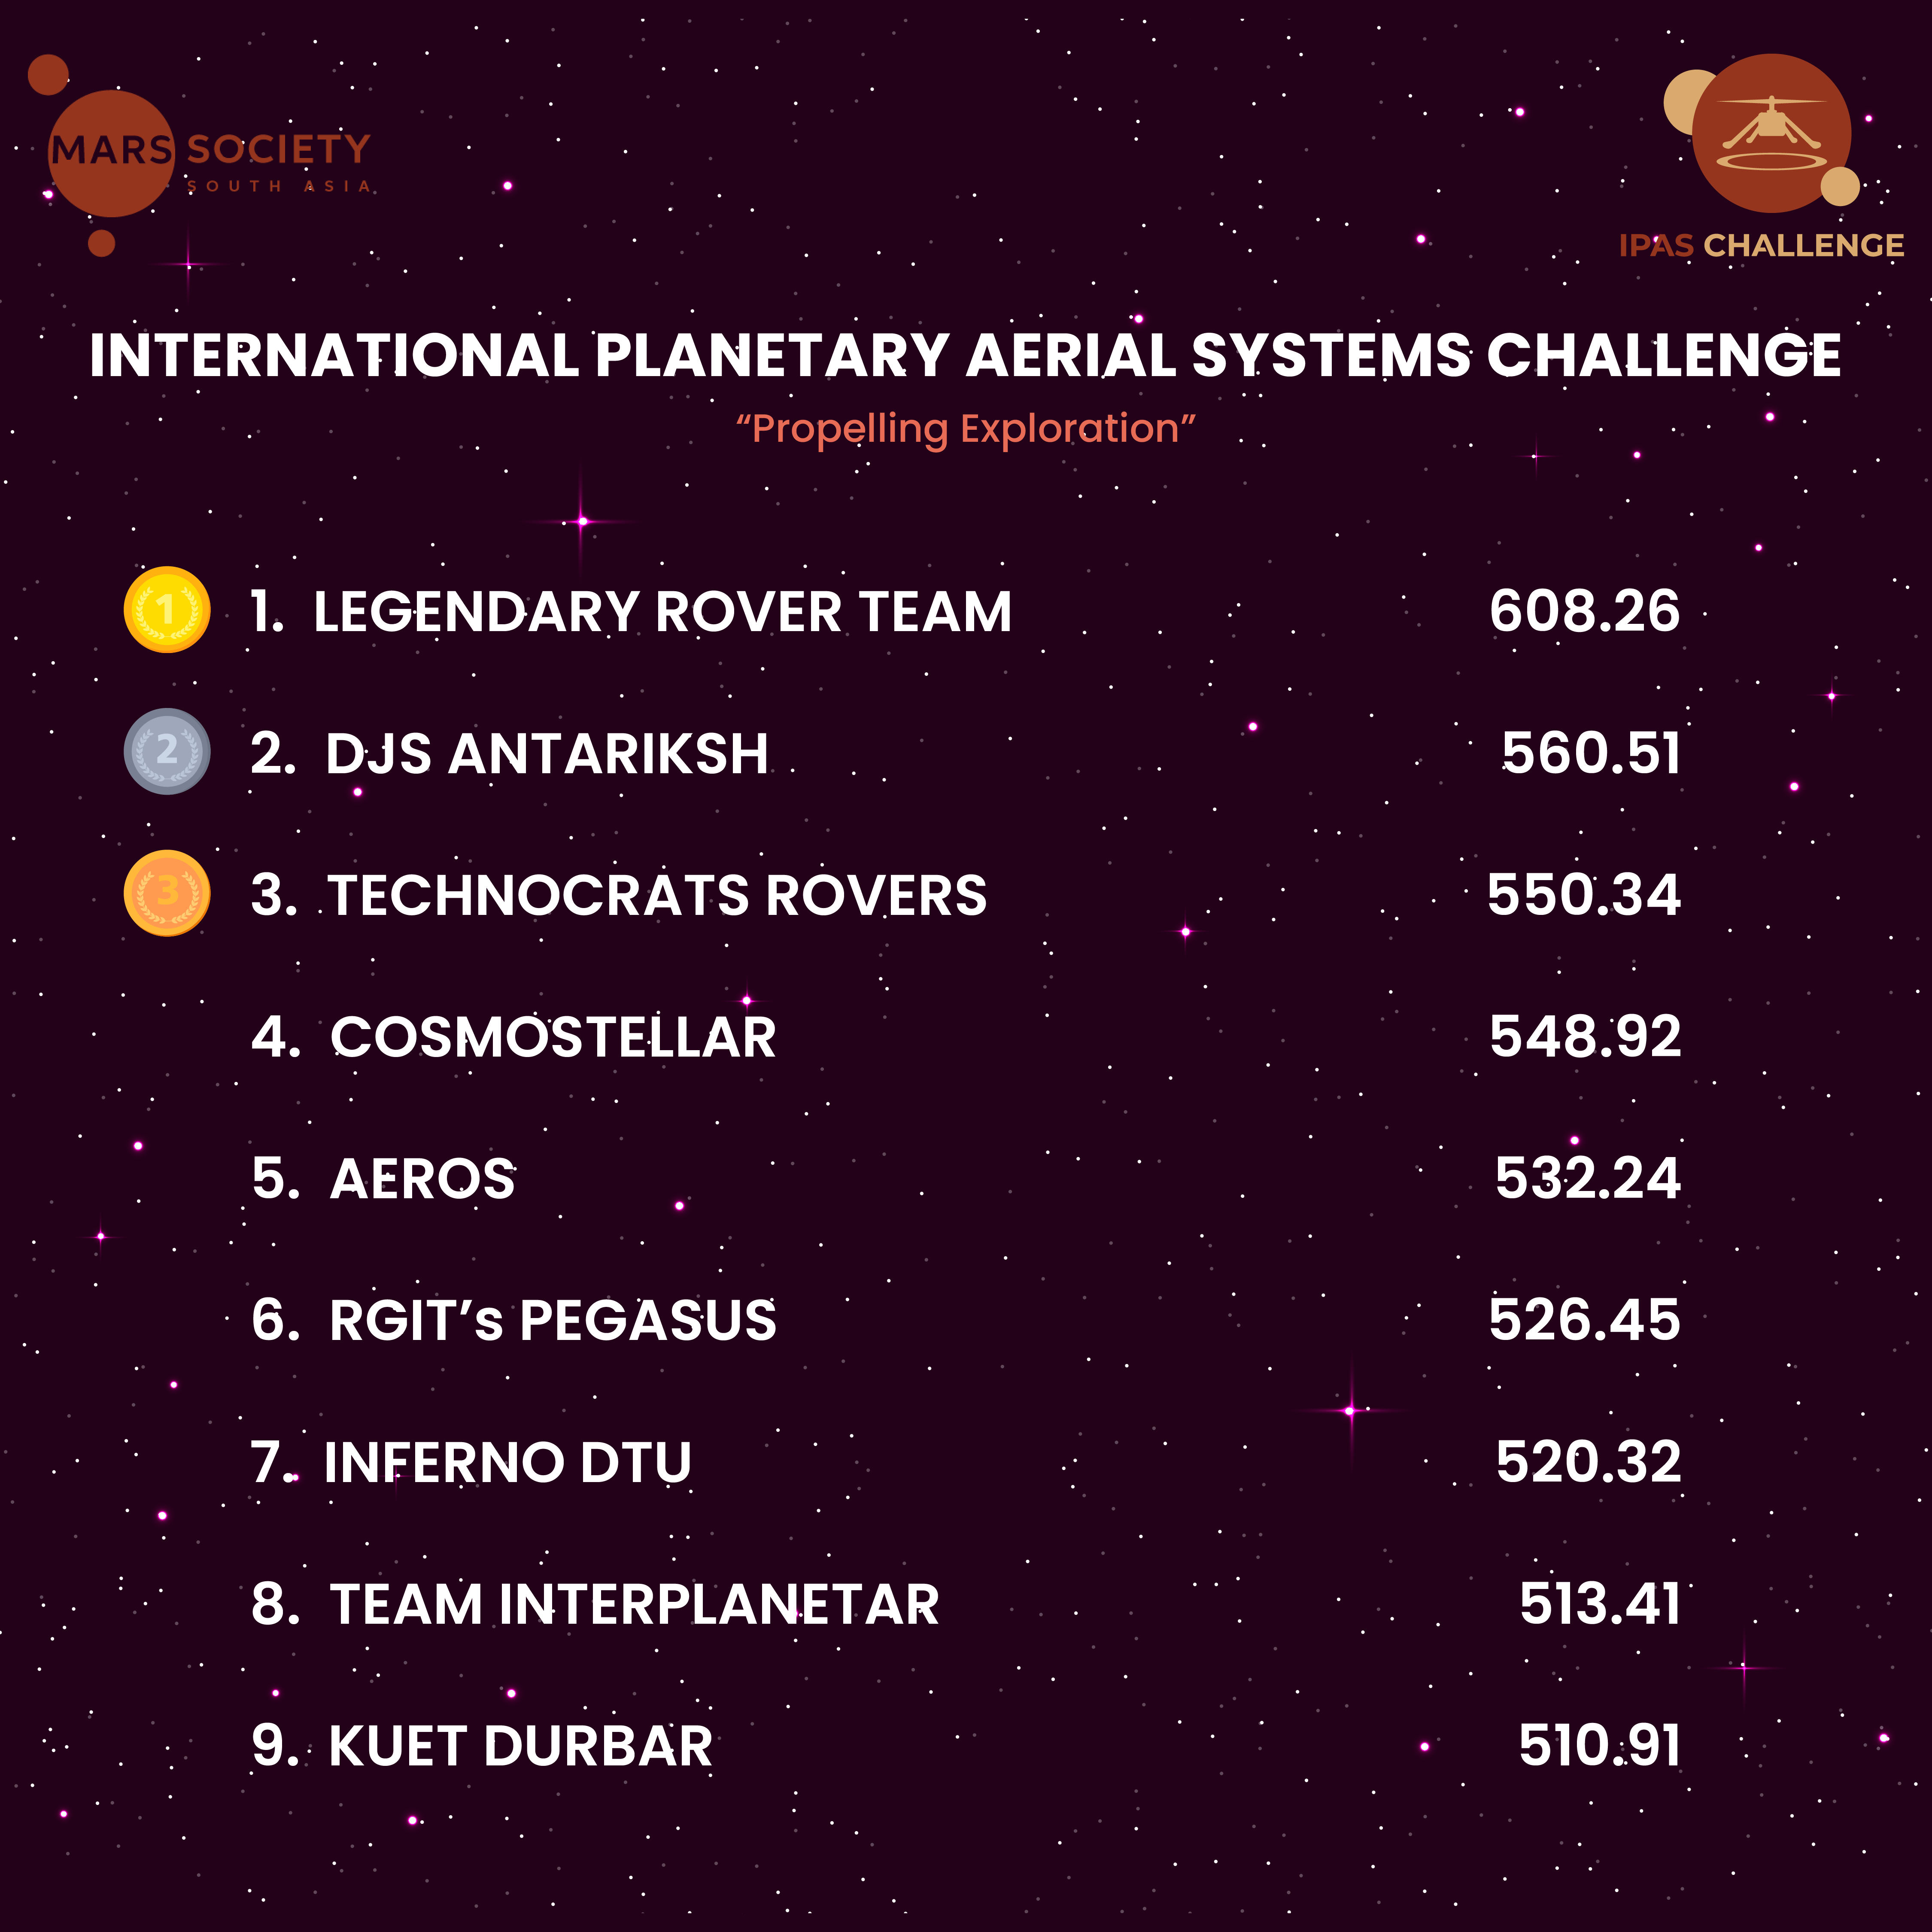 MARS SOCIETY
SOUTH ASIA
IPAS CHALLENGE
INTERNATIONAL PLANETARY AERIAL SYSTEMS CHALLENGE
“Propelling Exploration”
1 1. LEGENDARY ROVER TEAM 608.26
2 2. DJS ANTARIKSH 560.51
3 3. TECHNOCRATS ROVERS 550.34
4. COSMOSTELLAR 548.92
5. AEROS 532.24
6. RGIT’s PEGASUS 526.45
7. INFERNO DTU 520.32
8. TEAM INTERPLANETAR 513.41
9. KUET DURBAR 510.91